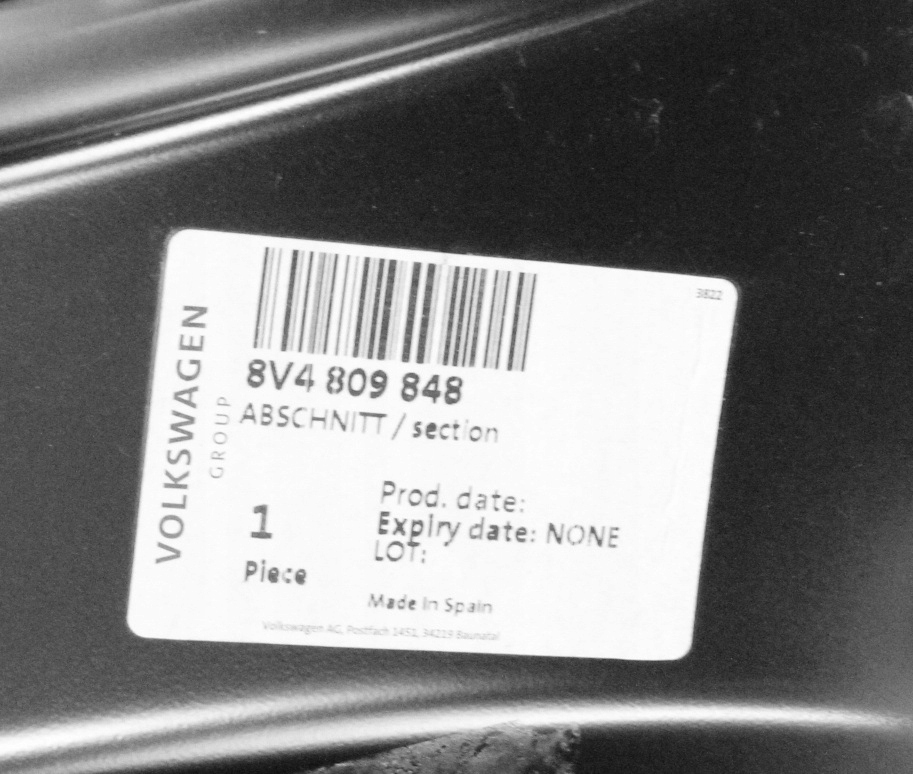 3822
VOLKSWAGEN
GROUP
8V4 809 848
ABSCHNITT / section
1
Piece
Prod. date:
Expiry date: NONE
LOT:
Made in Spain
Volkswagen AG, Postfach 1451, 34219 Baunatal